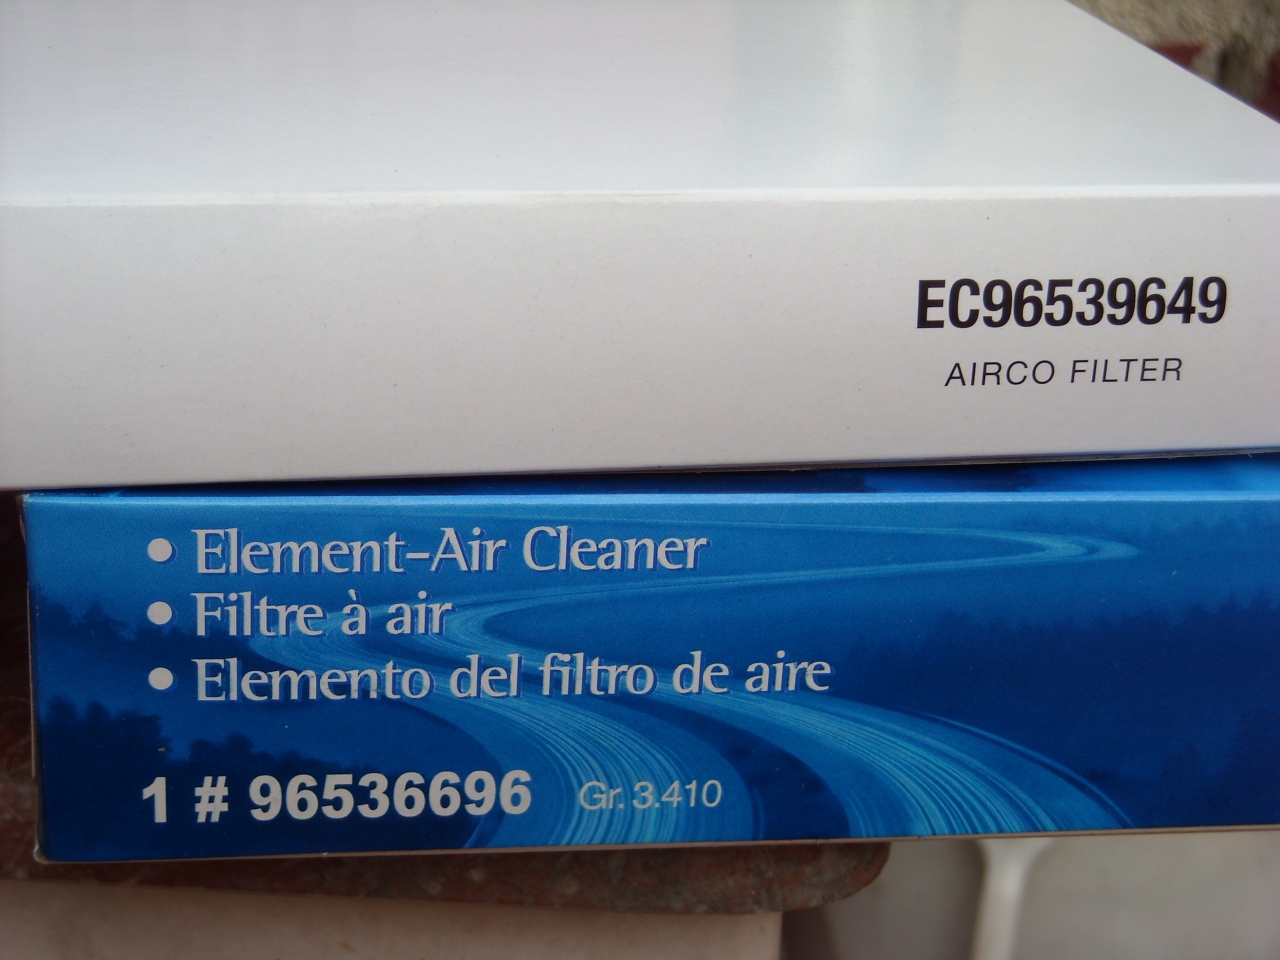 EC96539649
AIRCO FILTER
• Element-Air Cleaner
• Filtre à air
• Elemento del filtro de aire
1 # 96536696 Gr. 3.410